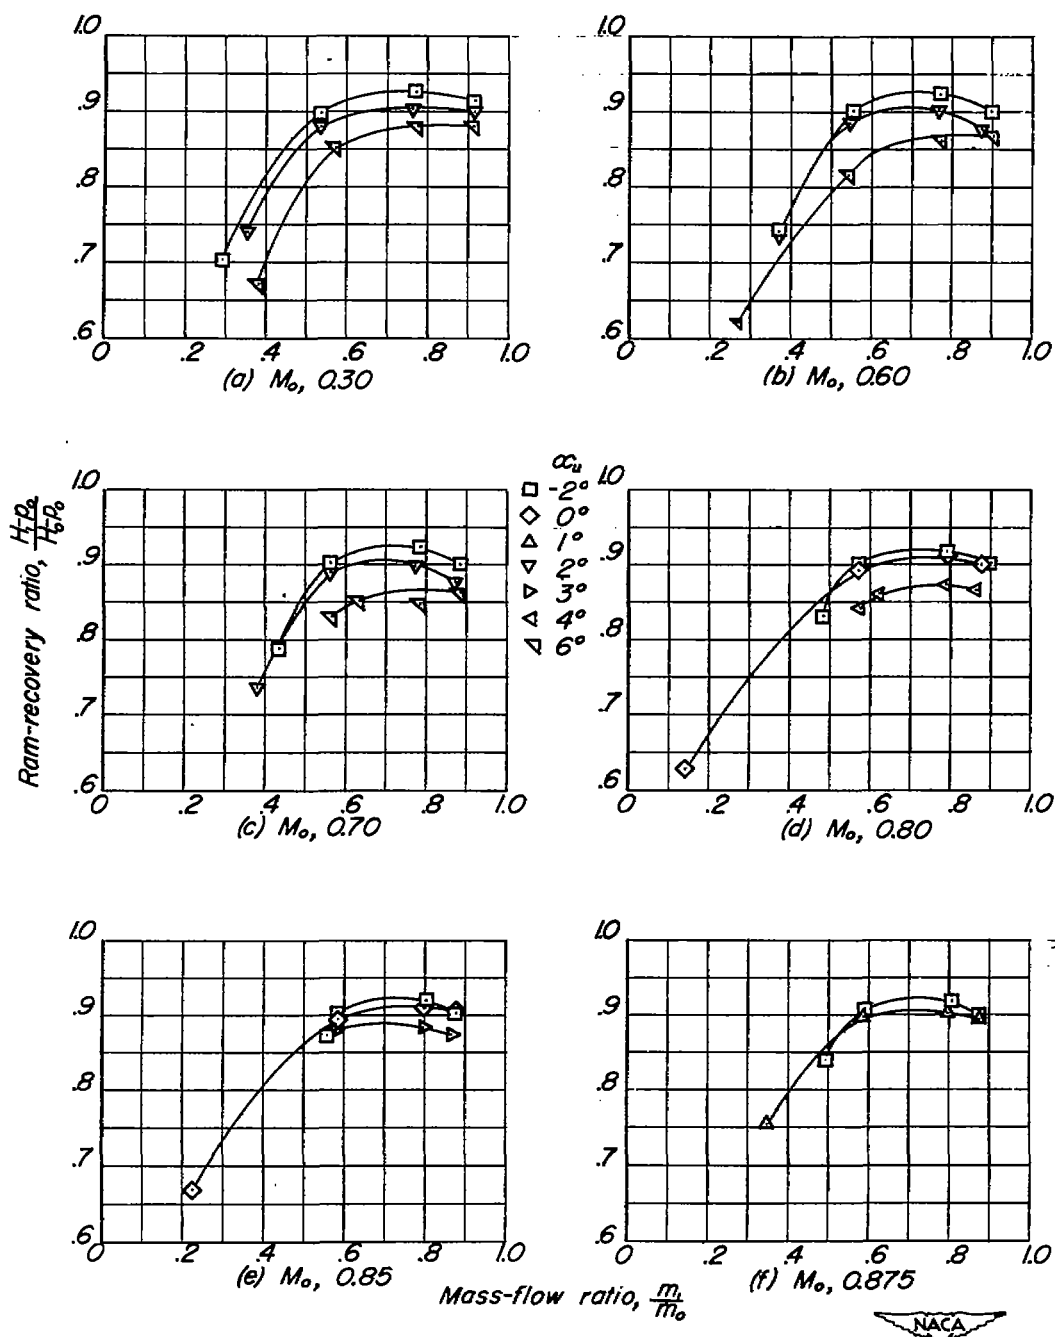 1.0
.9
.8
.7
.6
0 .2 .4 .6 .8 1.0
(a) M₀, 0.30
1.0
.9
.8
.7
.6
0 .2 .4 .6 .8 1.0
(b) M₀, 0.60
Ram-recovery ratio, H₁-p₀/H₀-p₀
1.0
.9
.8
.7
.6
0 .2 .4 .6 .8 1.0
(c) M₀, 0.70
αᵤ
-2°
0°
1°
2°
3°
4°
6°
1.0
.9
.8
.7
.6
0 .2 .4 .6 .8 1.0
(d) M₀, 0.80
1.0
.9
.8
.7
.6
0 .2 .4 .6 .8 1.0
(e) M₀, 0.85
1.0
.9
.8
.7
.6
0 .2 .4 .6 .8 1.0
(f) M₀, 0.875
Mass-flow ratio, m₁/m₀
NACA